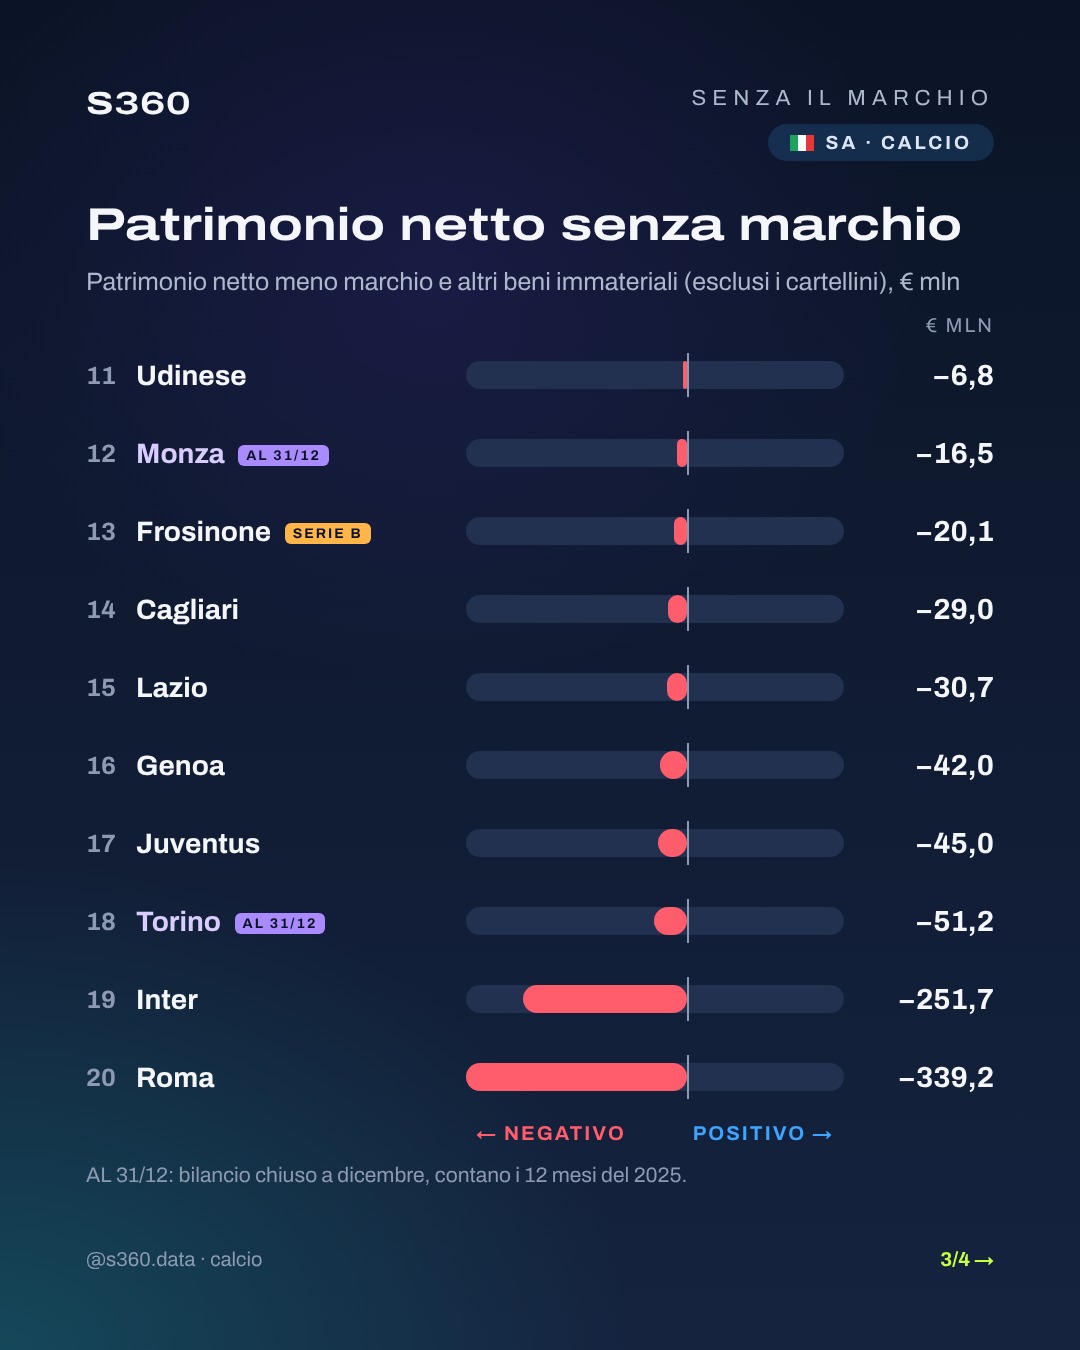 S360
SENZA IL MARCHIO
SA · CALCIO
Patrimonio netto senza marchio
Patrimonio netto meno marchio e altri beni immateriali (esclusi i cartellini), € mln
€ MLN
11 Udinese −6,8
12 Monza AL 31/12 −16,5
13 Frosinone SERIE B −20,1
14 Cagliari −29,0
15 Lazio −30,7
16 Genoa −42,0
17 Juventus −45,0
18 Torino AL 31/12 −51,2
19 Inter −251,7
20 Roma −339,2
← NEGATIVO POSITIVO →
AL 31/12: bilancio chiuso a dicembre, contano i 12 mesi del 2025.
@s360.data · calcio
3/4 →